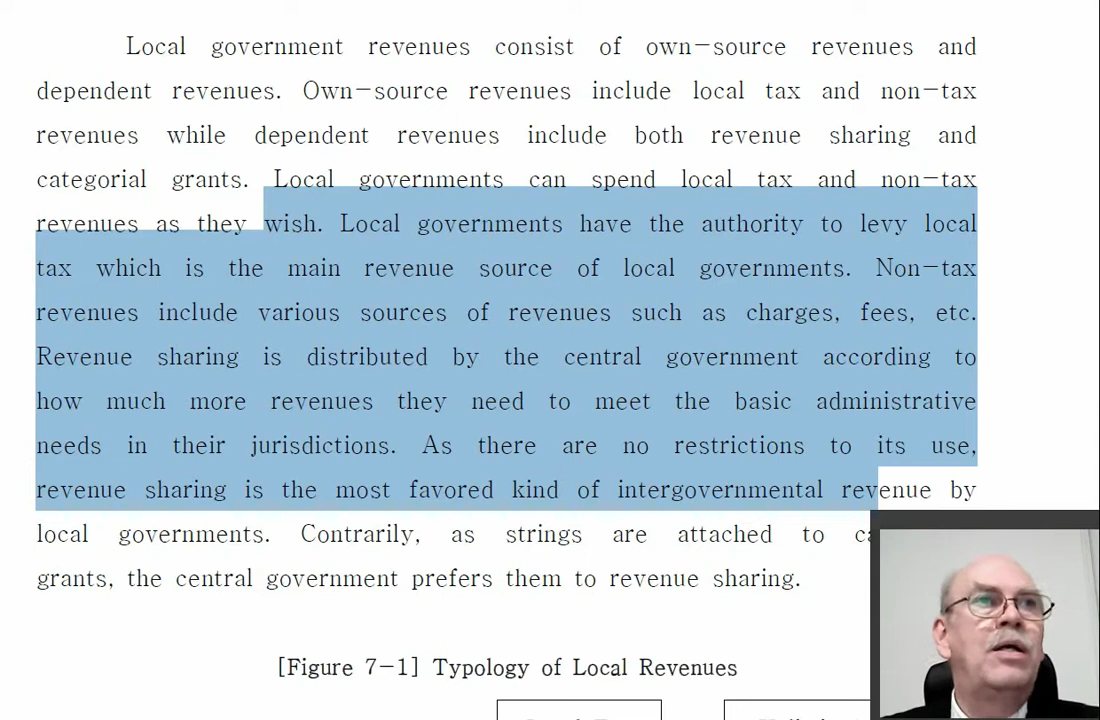 Local government revenues consist of own-source revenues and
dependent revenues. Own-source revenues include local tax and non-tax
revenues while dependent revenues include both revenue sharing and
categorial grants. Local governments can spend local tax and non-tax
revenues as they wish. Local governments have the authority to levy local
tax which is the main revenue source of local governments. Non-tax
revenues include various sources of revenues such as charges, fees, etc.
Revenue sharing is distributed by the central government according to
how much more revenues they need to meet the basic administrative
needs in their jurisdictions. As there are no restrictions to its use,
revenue sharing is the most favored kind of intergovernmental revenue by
local governments. Contrarily, as strings are attached to
grants, the central government prefers them to revenue sharing.
[Figure 7-1] Typology of Local Revenues